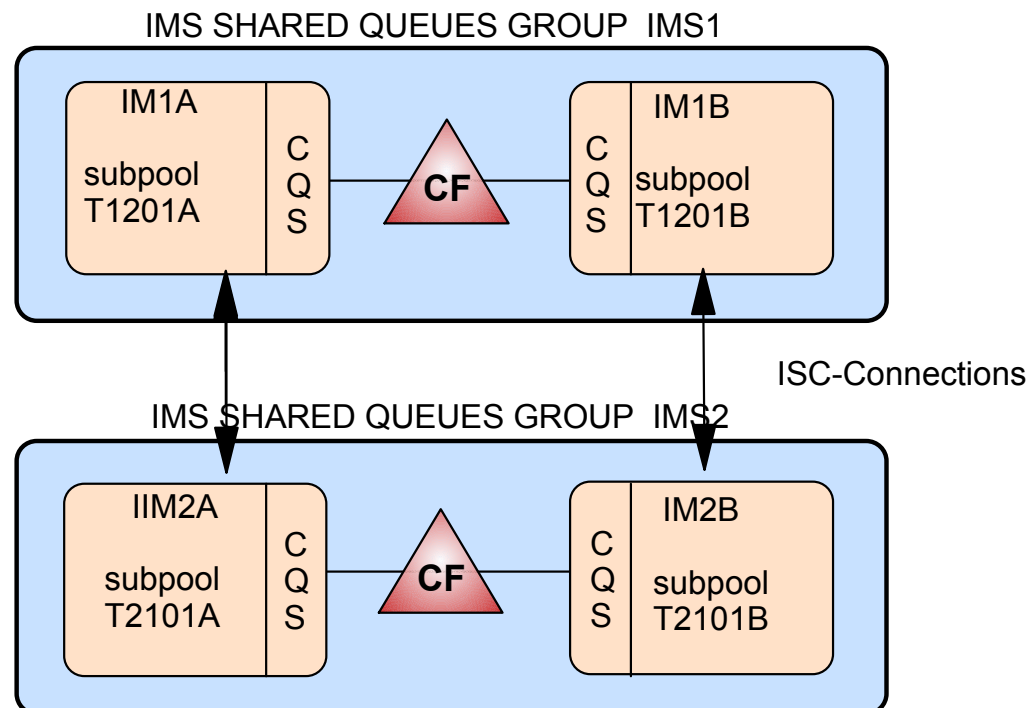 IMS SHARED QUEUES GROUP IMS1
IM1A
subpool
T1201A
C
Q
S
CF
C
Q
S
IM1B
subpool
T1201B
ISC-Connections
IMS SHARED QUEUES GROUP IMS2
IIM2A
subpool
T2101A
C
Q
S
CF
C
Q
S
IM2B
subpool
T2101B